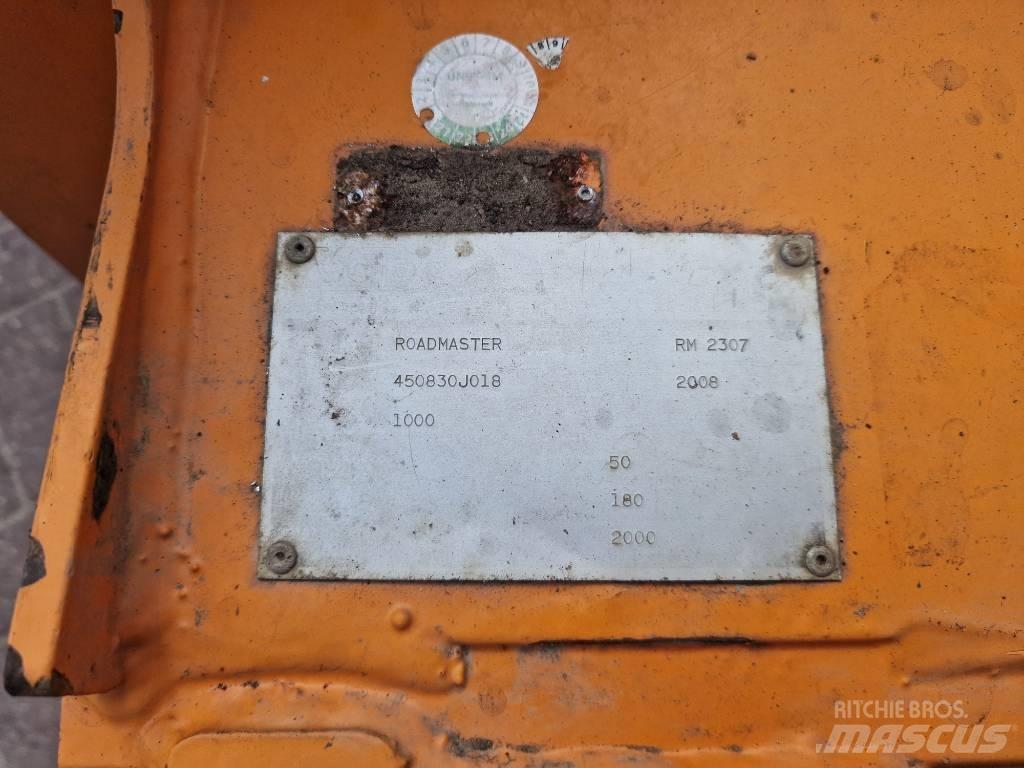 ROADMASTER RM 2307
450830J018 2008
1000
50
180
2000
RITCHIE BROS.
MASCUS